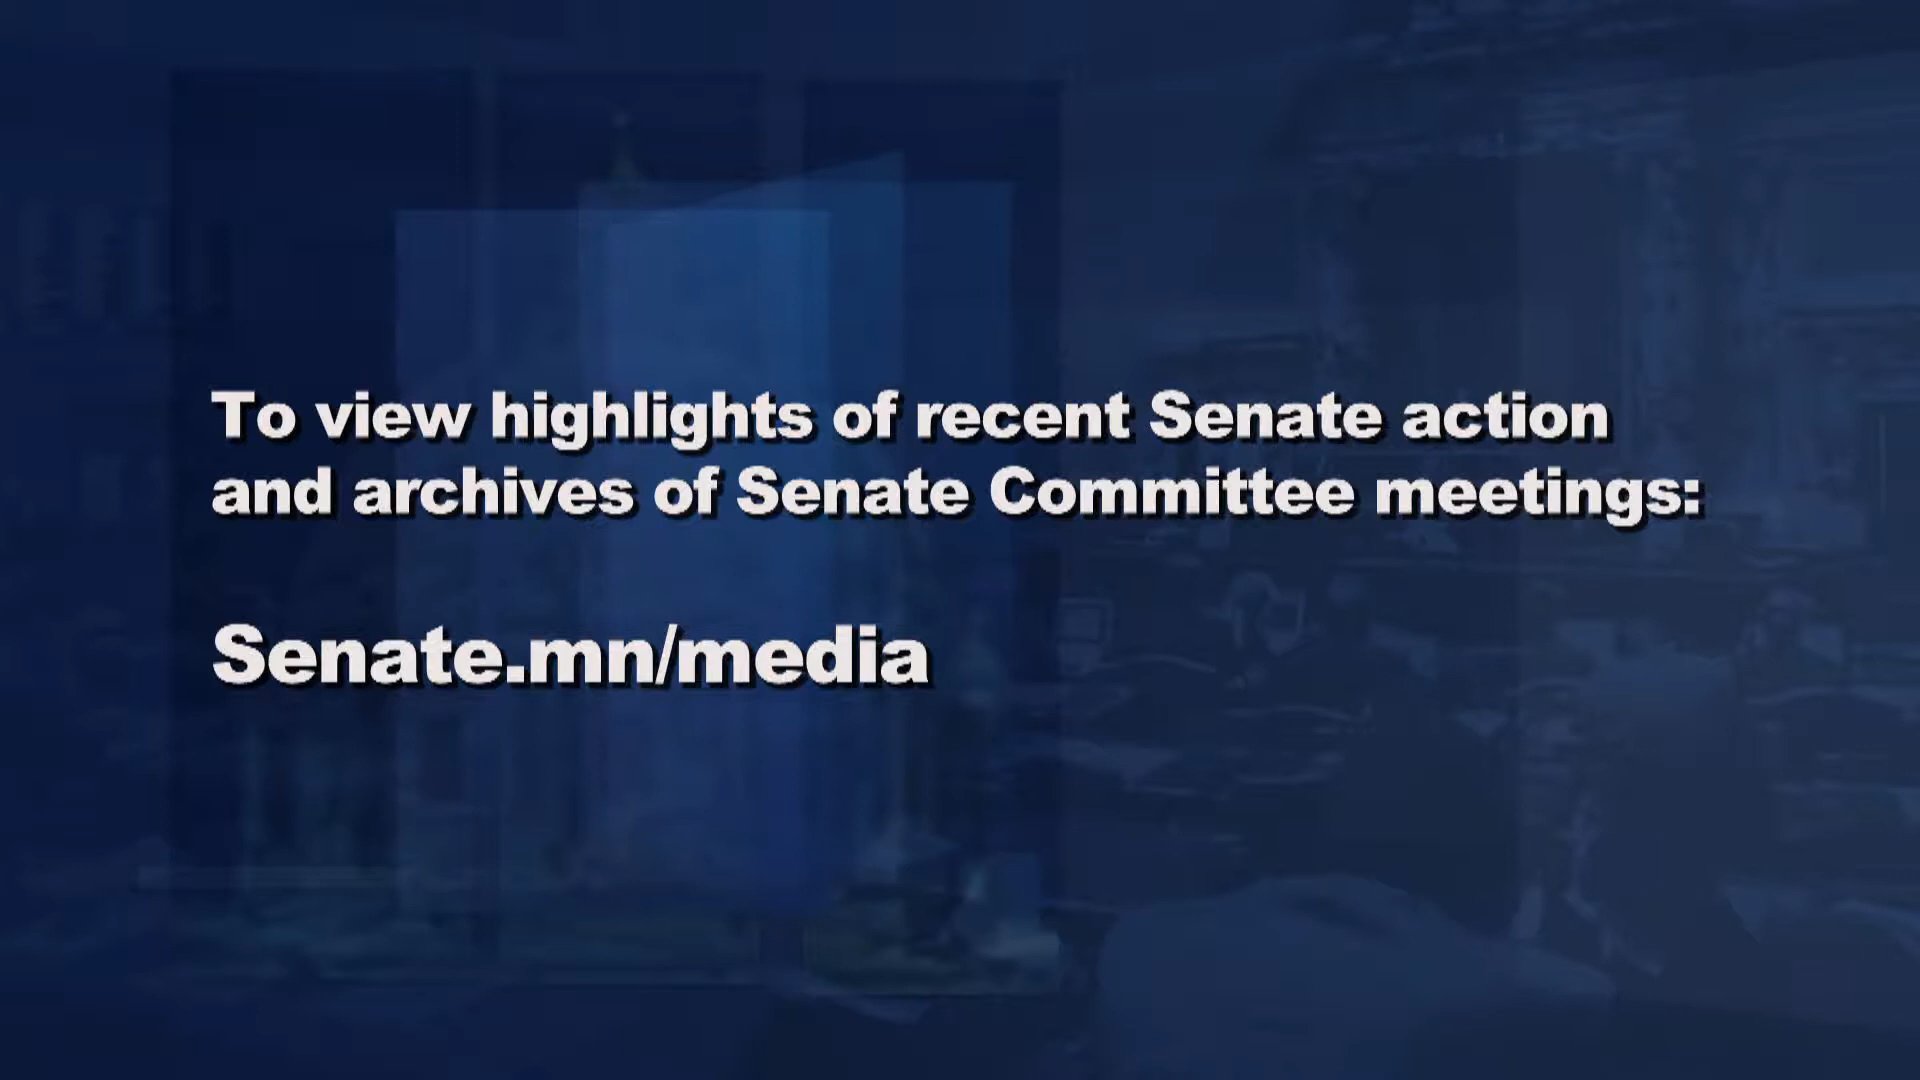 To view highlights of recent Senate action
and archives of Senate Committee meetings:
Senate.mn/media